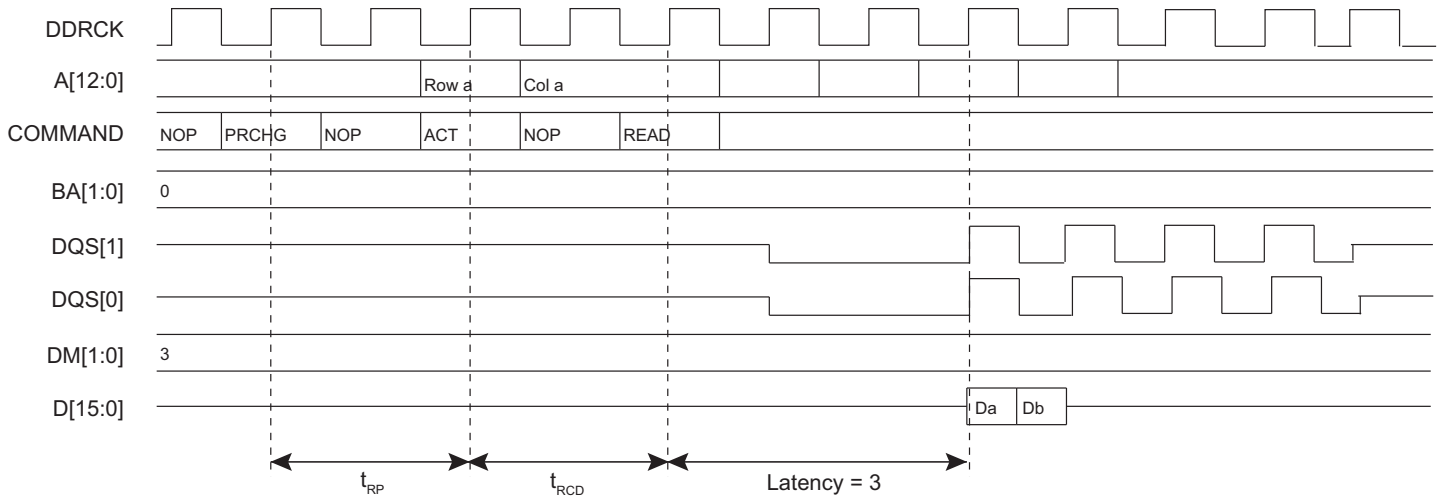 DDRCK
A[12:0] Row a Col a
COMMAND NOP PRCHG NOP ACT NOP READ
BA[1:0] 0
DQS[1]
DQS[0]
DM[1:0] 3
D[15:0] Da Db
tRP tRCD Latency = 3